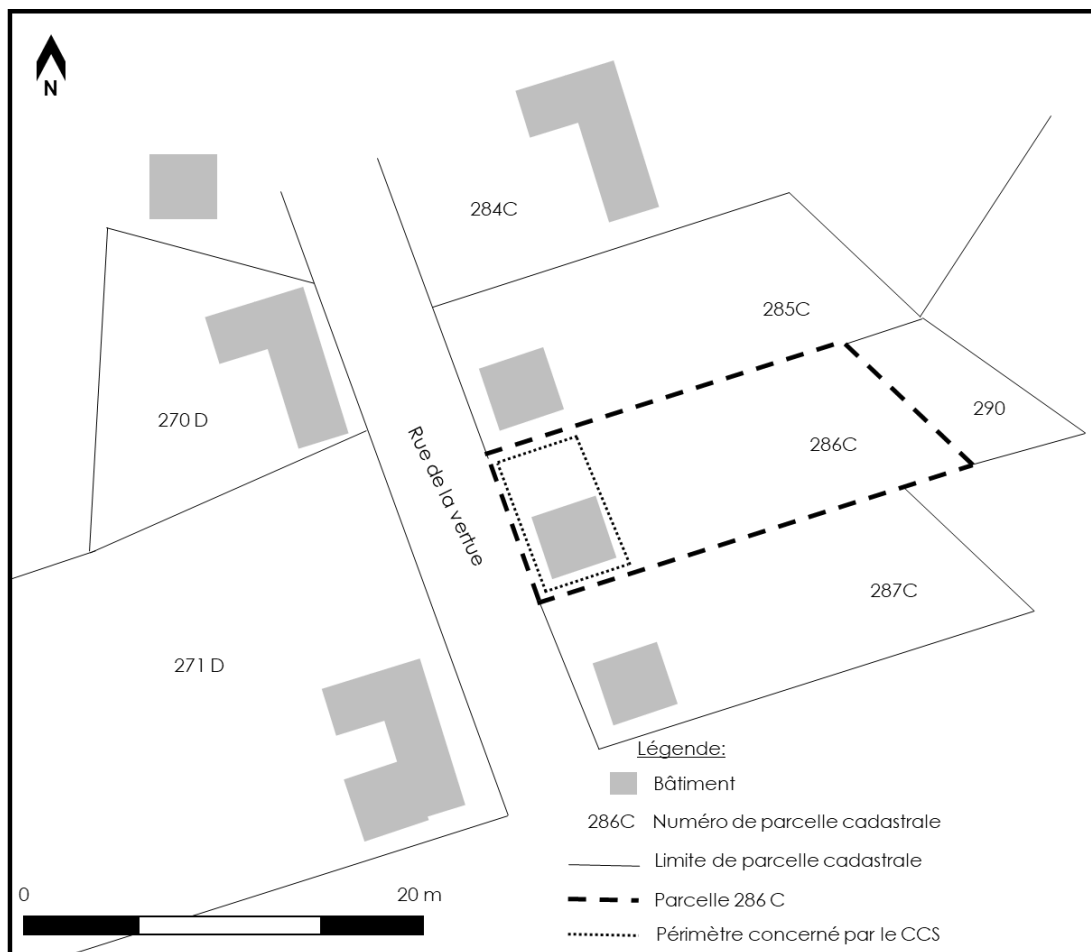 N
284C
285C
270 D
290
286C
Rue de la vertue
287C
271 D
Légende:
Bâtiment
286C Numéro de parcelle cadastrale
Limite de parcelle cadastrale
0 20 m
Parcelle 286 C
Périmètre concerné par le CCS